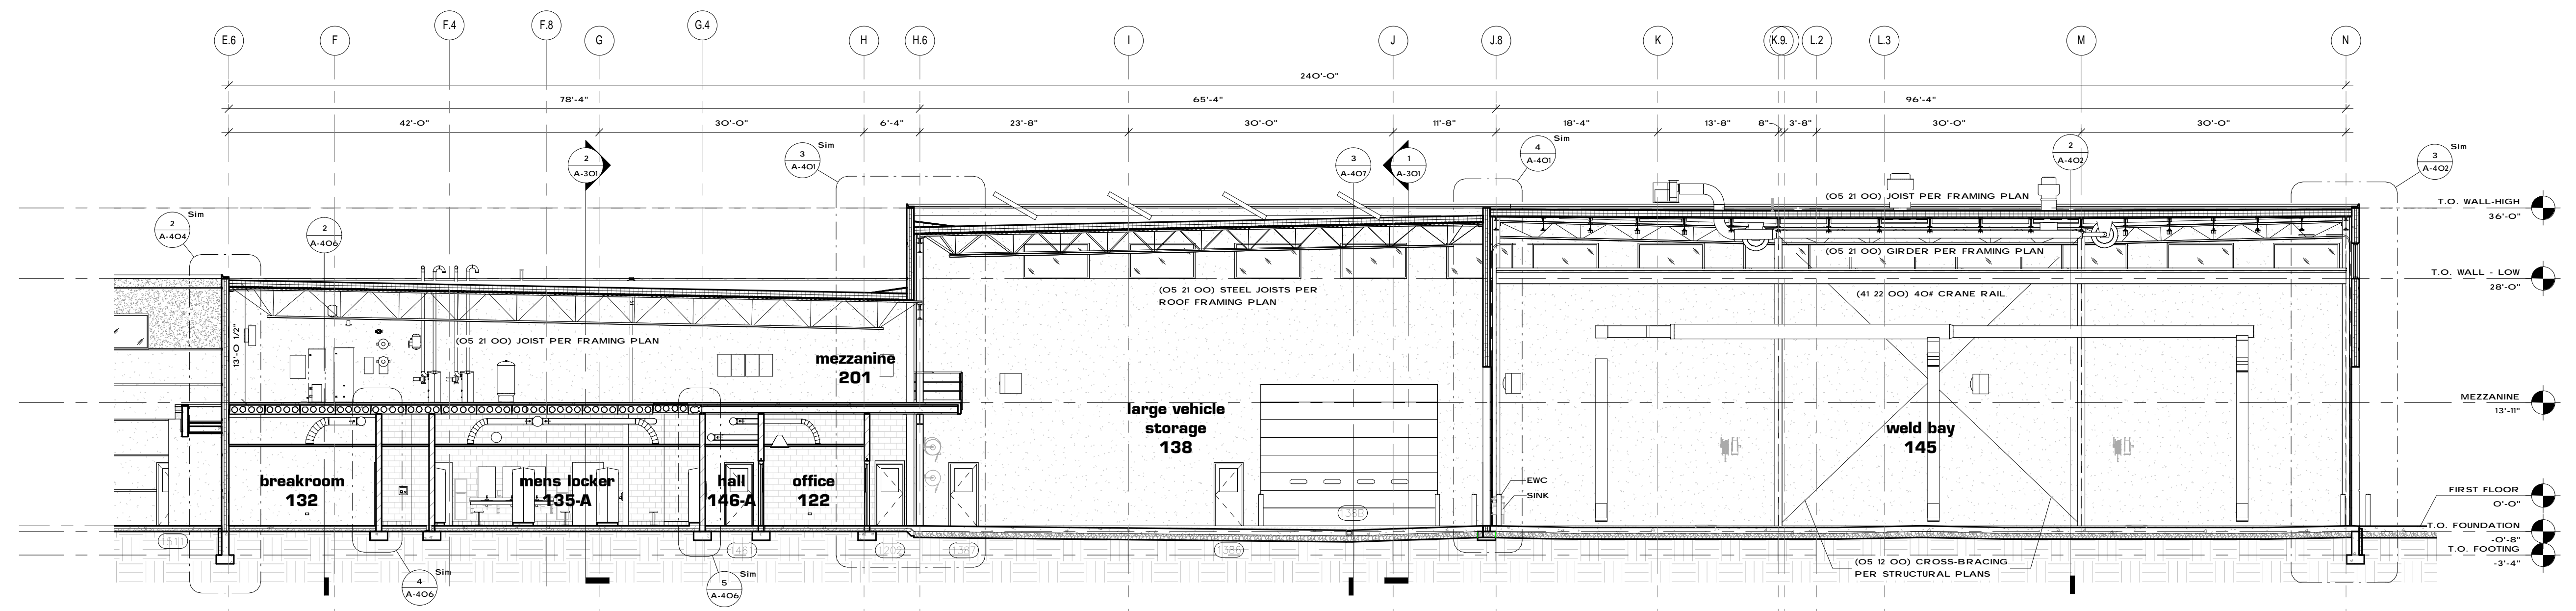 E.6 F F.4 F.8 G G.4 H H.6 I J J.8 K K.9. L.2 L.3 M N
240'-0"
78'-4" 65'-4" 96'-4"
42'-0" 30'-0" 6'-4" 23'-8" 30'-0" 11'-8" 18'-4" 13'-8" 8" 3'-8" 30'-0" 30'-0"
2
A-404
Sim
2
A-406
2
A-301
3
A-401
Sim
3
A-407
1
A-301
4
A-401
Sim
2
A-402
3
A-402
Sim
(05 21 00) JOIST PER FRAMING PLAN
T.O. WALL-HIGH
36'-0"
(05 21 00) GIRDER PER FRAMING PLAN
T.O. WALL - LOW
28'-0"
(05 21 00) STEEL JOISTS PER
ROOF FRAMING PLAN
(41 22 00) 40# CRANE RAIL
13'-0 1/2"
(05 21 00) JOIST PER FRAMING PLAN
mezzanine
201
MEZZANINE
13'-11"
large vehicle
storage
138
weld bay
145
breakroom
132
mens locker
135-A
hall
146-A
office
122
EWC
SINK
FIRST FLOOR
0'-0"
T.O. FOUNDATION
-0'-8"
T.O. FOOTING
-3'-4"
1461
1202
1387
1386
(05 12 00) CROSS-BRACING
PER STRUCTURAL PLANS
4
A-406
Sim
5
A-406
Sim